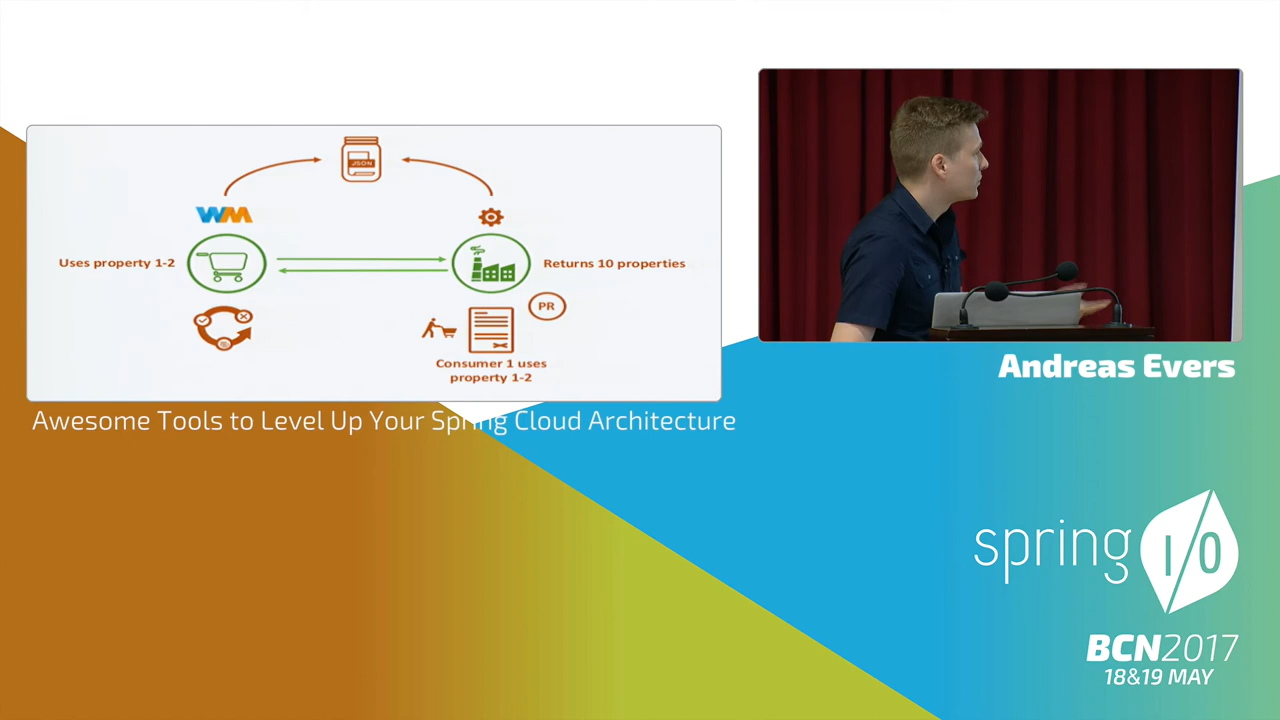 JSON
WM
Uses property 1-2
Returns 10 properties
PR
Consumer 1 uses
property 1-2
Andreas Evers
Awesome Tools to Level Up Your Spring Cloud Architecture
spring I/O
BCN2017
18&19 MAY